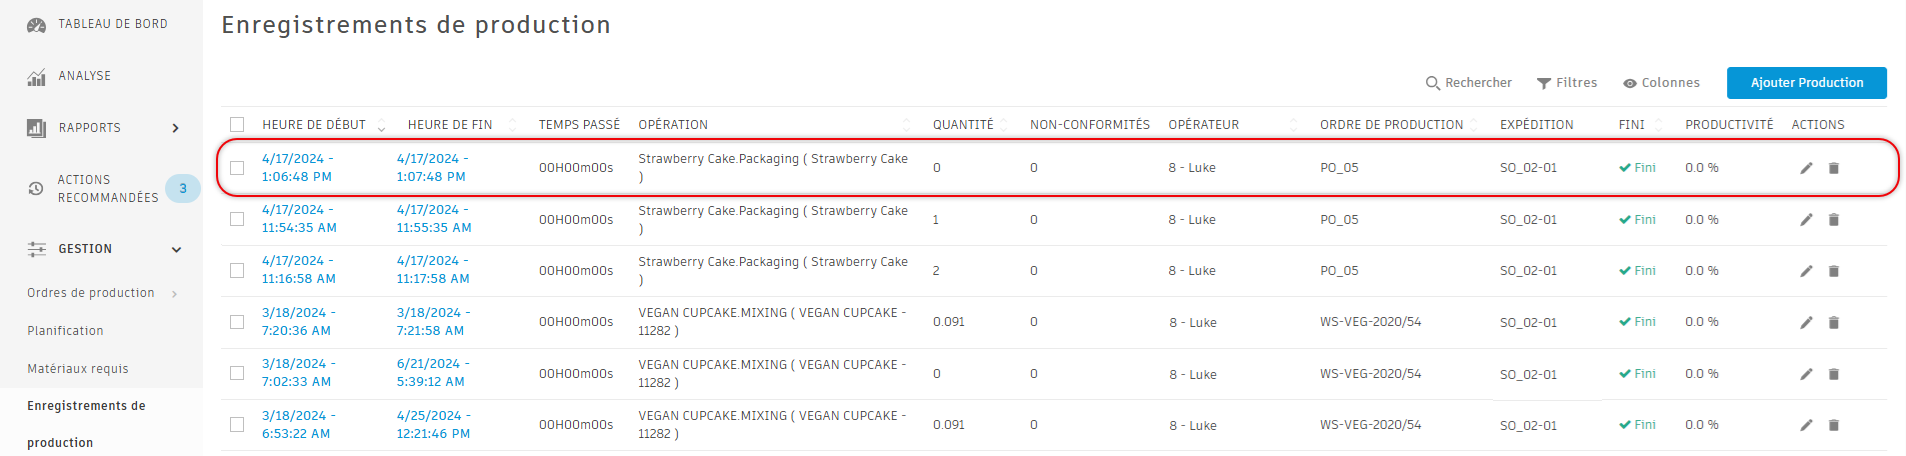 TABLEAU DE BORD
ANALYSE
RAPPORTS
ACTIONS
RECOMMANDÉES
3
GESTION
Ordres de production
Planification
Matériaux requis
Enregistrements de
production
Enregistrements de production
Rechercher Filtres Colonnes Ajouter Production
HEURE DE DÉBUT HEURE DE FIN TEMPS PASSÉ OPÉRATION QUANTITÉ NON-CONFORMITÉS OPÉRATEUR ORDRE DE PRODUCTION EXPÉDITION FINI PRODUCTIVITÉ ACTIONS
4/17/2024 - 4/17/2024 - Strawberry Cake.Packaging ( Strawberry Cake
00H00m00s 0 0 8 - Luke PO_05 SO_02-01 Fini 0.0 %
1:06:48 PM 1:07:48 PM )
4/17/2024 - 4/17/2024 - Strawberry Cake.Packaging ( Strawberry Cake
00H00m00s 1 0 8 - Luke PO_05 SO_02-01 Fini 0.0 %
11:54:35 AM 11:55:35 AM )
4/17/2024 - 4/17/2024 - Strawberry Cake.Packaging ( Strawberry Cake
00H00m00s 2 0 8 - Luke PO_05 SO_02-01 Fini 0.0 %
11:16:58 AM 11:17:58 AM )
3/18/2024 - 3/18/2024 - VEGAN CUPCAKE.MIXING ( VEGAN CUPCAKE -
00H00m00s 0.091 0 8 - Luke WS-VEG-2020/54 SO_02-01 Fini 0.0 %
7:20:36 AM 7:21:58 AM 11282 )
3/18/2024 - 6/21/2024 - VEGAN CUPCAKE.MIXING ( VEGAN CUPCAKE -
00H00m00s 0 0 8 - Luke WS-VEG-2020/54 SO_02-01 Fini 0.0 %
7:02:33 AM 5:39:12 AM 11282 )
3/18/2024 - 4/25/2024 - VEGAN CUPCAKE.MIXING ( VEGAN CUPCAKE -
00H00m00s 0.091 0 8 - Luke WS-VEG-2020/54 SO_02-01 Fini 0.0 %
6:53:22 AM 12:21:46 PM 11282 )